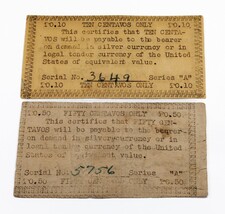 ₱0.10 TEN CENTAVOS ONLY ₱0.10
This certifies that TEN CENTA-
VOS will be payable to the bearer
on demand in silver currency or in
legal tender currency of the United
States of equivalent value.
Serial No. 3649 Series "A"
₱0.10 ₱0.10
₱0.50 FIFTY CENTAVOS ONLY ₱0.50
This certifies that FIFTY CEN-
TAVOS will be payable to the bearer
on demand in silver currency or in
local tender currency of the United
States of equivalent value.
Serial No. 5756 Series "A"
₱0.50 ₱0.50